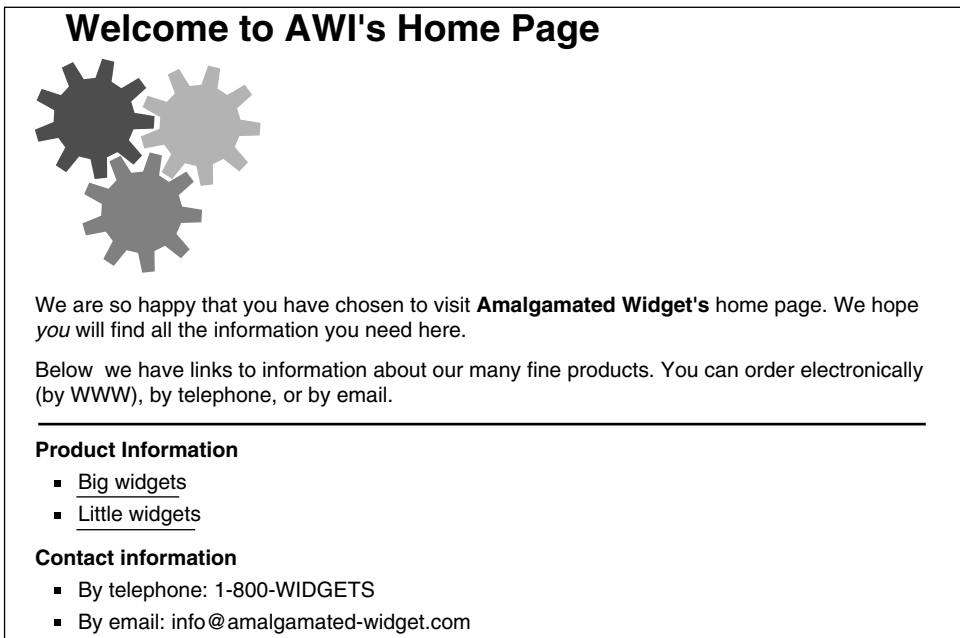 Welcome to AWI's Home Page
We are so happy that you have chosen to visit Amalgamated Widget's home page. We hope
you will find all the information you need here.
Below we have links to information about our many fine products. You can order electronically
(by WWW), by telephone, or by email.
Product Information
Big widgets
Little widgets
Contact information
By telephone: 1-800-WIDGETS
By email: info@amalgamated-widget.com